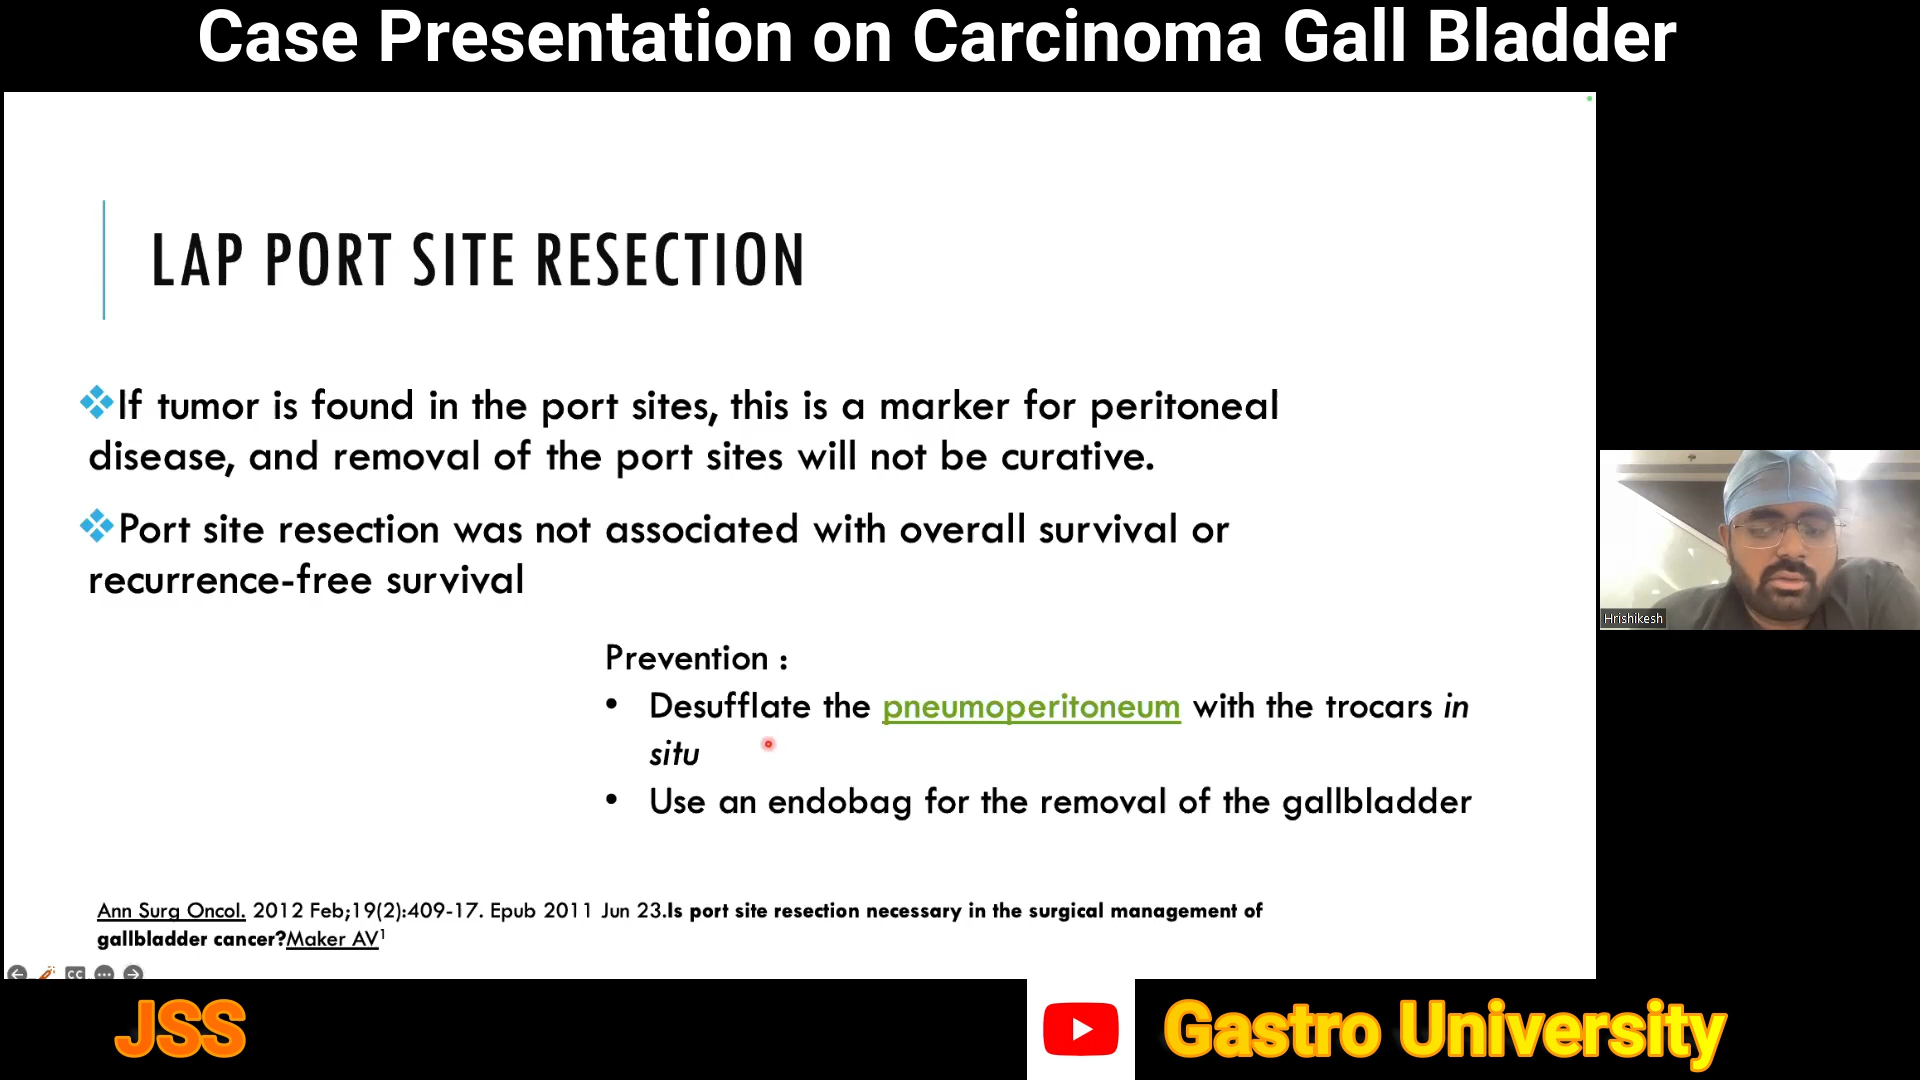 Case Presentation on Carcinoma Gall Bladder
LAP PORT SITE RESECTION
If tumor is found in the port sites, this is a marker for peritoneal
disease, and removal of the port sites will not be curative.
Port site resection was not associated with overall survival or
recurrence-free survival
Prevention :
• Desufflate the pneumoperitoneum with the trocars in
situ
• Use an endobag for the removal of the gallbladder
Hrishikesh
Ann Surg Oncol. 2012 Feb;19(2):409-17. Epub 2011 Jun 23.Is port site resection necessary in the surgical management of
gallbladder cancer?Maker AV1
CC
JSS
Gastro University